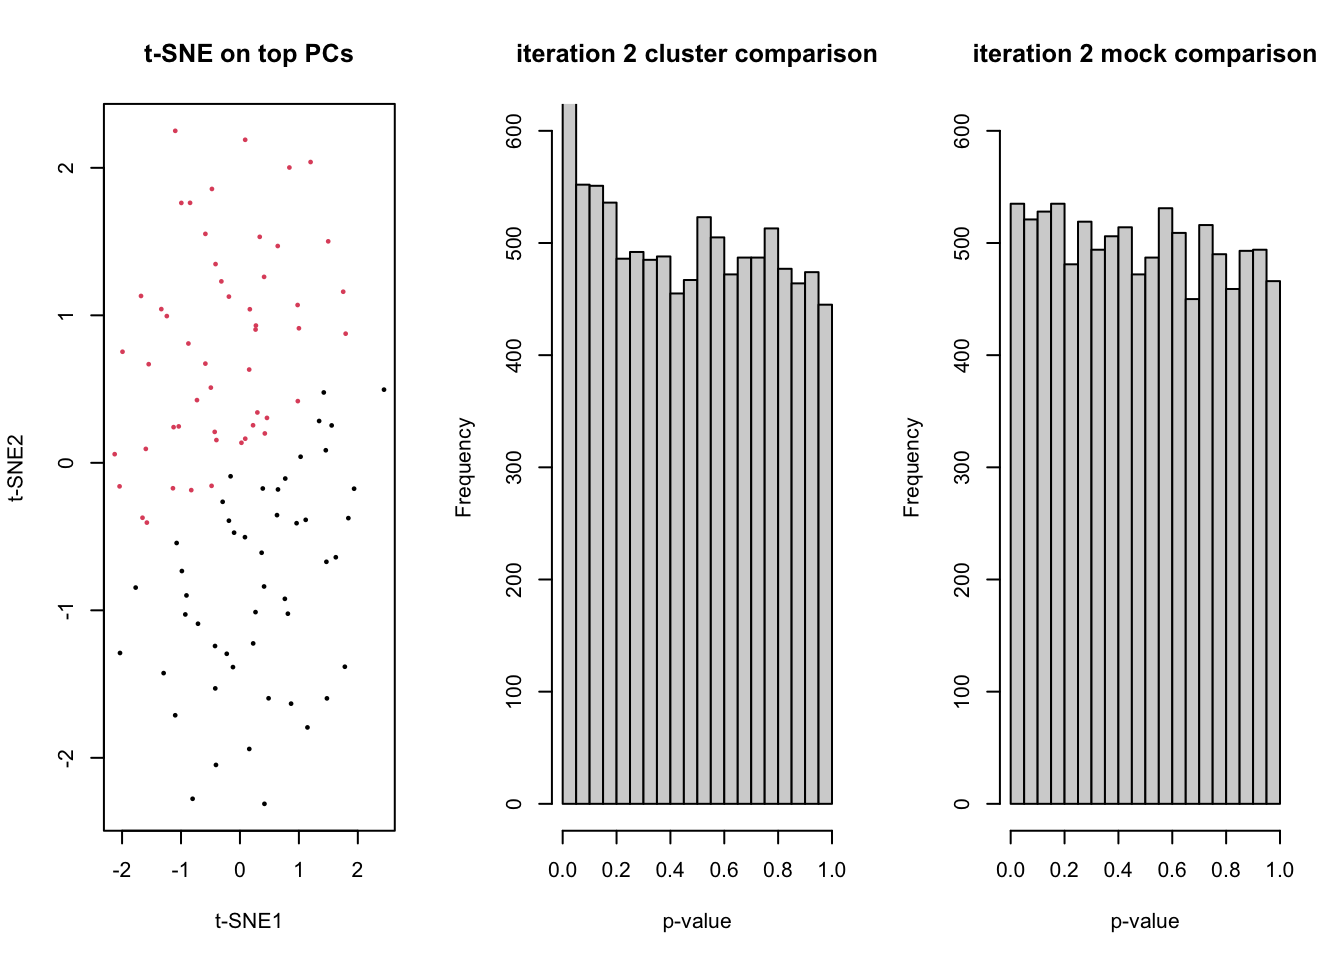 t-SNE on top PCs
t-SNE2
2
1
0
-1
-2
-2 -1 0 1 2
t-SNE1
iteration 2 cluster comparison
Frequency
600
500
400
300
200
100
0
0.0 0.2 0.4 0.6 0.8 1.0
p-value
iteration 2 mock comparison
Frequency
600
500
400
300
200
100
0
0.0 0.2 0.4 0.6 0.8 1.0
p-value